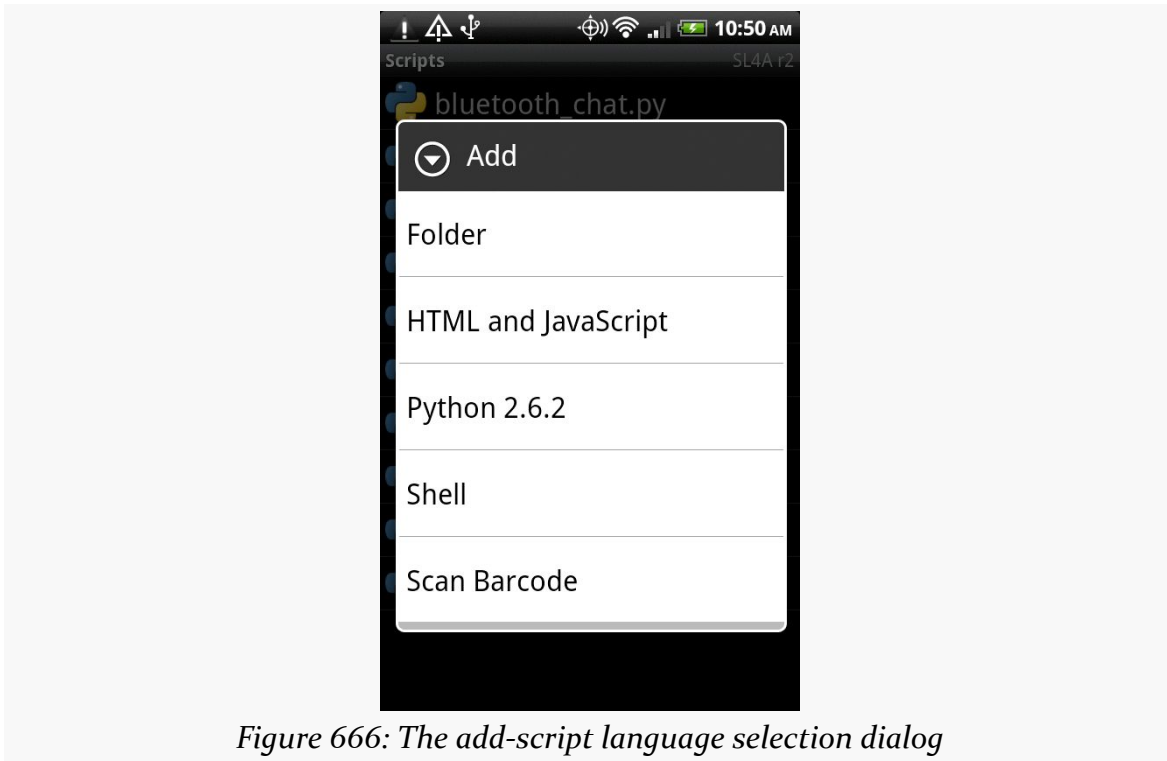 10:50 AM
Scripts SL4A r2
bluetooth_chat.py
Add
Folder
HTML and JavaScript
Python 2.6.2
Shell
Scan Barcode
Figure 666: The add-script language selection dialog